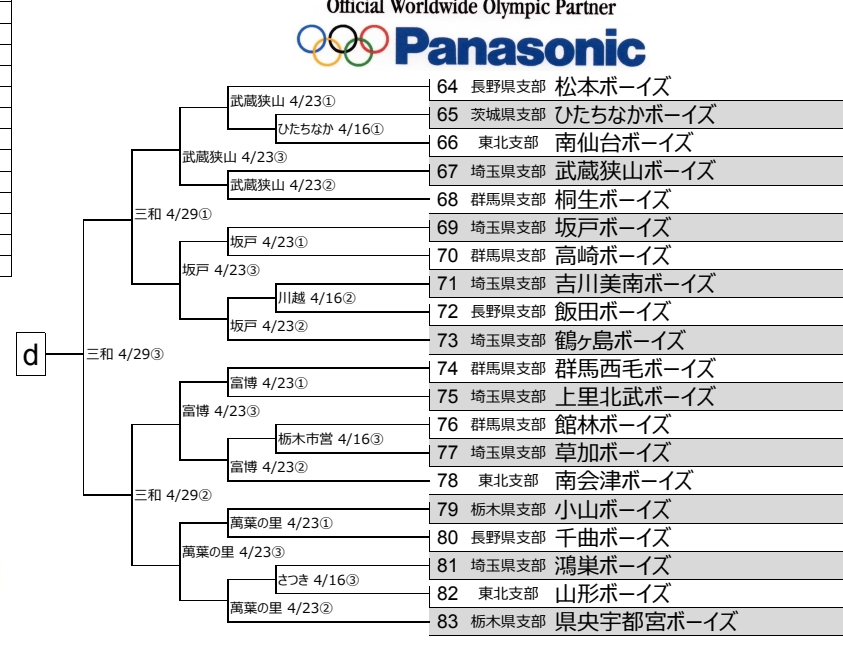 Official Worldwide Olympic Partner
Panasonic
64 長野県支部 松本ボーイズ
武蔵狭山 4/23①
65 茨城県支部 ひたちなかボーイズ
ひたちなか 4/16①
66 東北支部 南仙台ボーイズ
武蔵狭山 4/23③
67 埼玉県支部 武蔵狭山ボーイズ
武蔵狭山 4/23②
68 群馬県支部 桐生ボーイズ
三和 4/29①
69 埼玉県支部 坂戸ボーイズ
坂戸 4/23①
70 群馬県支部 高崎ボーイズ
坂戸 4/23③
71 埼玉県支部 吉川美南ボーイズ
川越 4/16②
72 長野県支部 飯田ボーイズ
坂戸 4/23②
73 埼玉県支部 鶴ヶ島ボーイズ
d 三和 4/29③
74 群馬県支部 群馬西毛ボーイズ
富博 4/23①
75 埼玉県支部 上里北武ボーイズ
富博 4/23③
76 群馬県支部 館林ボーイズ
栃木市営 4/16③
77 埼玉県支部 草加ボーイズ
富博 4/23②
78 東北支部 南会津ボーイズ
三和 4/29②
79 栃木県支部 小山ボーイズ
萬葉の里 4/23①
80 長野県支部 千曲ボーイズ
萬葉の里 4/23③
81 埼玉県支部 鴻巣ボーイズ
さつき 4/16③
82 東北支部 山形ボーイズ
萬葉の里 4/23②
83 栃木県支部 県央宇都宮ボーイズ